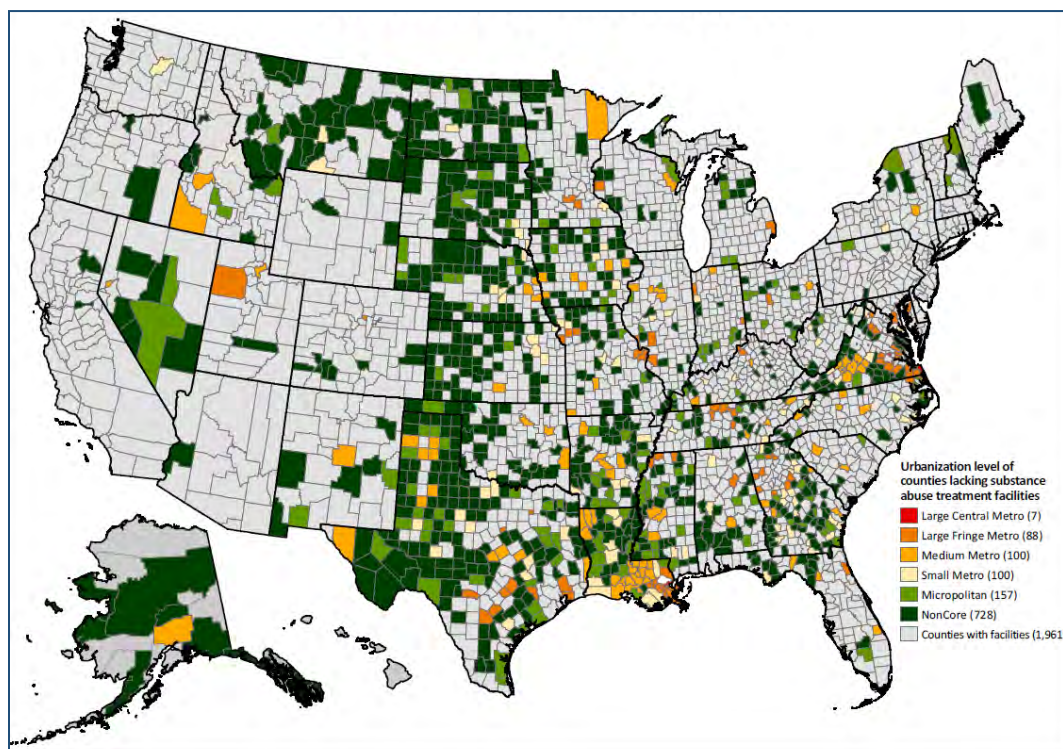 Urbanization level of
counties lacking substance
abuse treatment facilities
Large Central Metro (7)
Large Fringe Metro (88)
Medium Metro (100)
Small Metro (100)
Micropolitan (157)
NonCore (728)
Counties with facilities (1,961